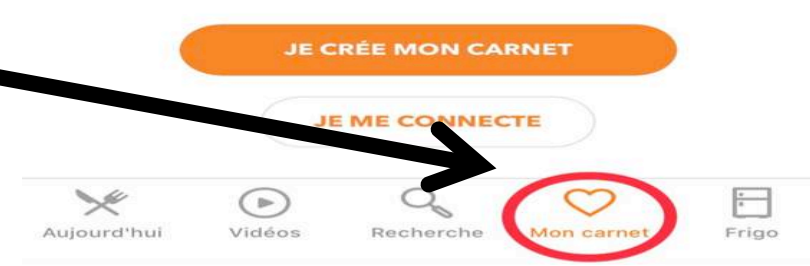 JE CRÉE MON CARNET
JE ME CONNECTE
Aujourd'hui Vidéos Recherche Mon carnet Frigo